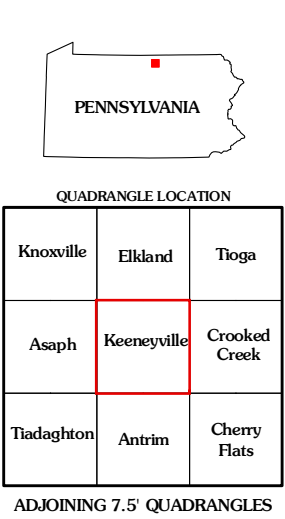 PENNSYLVANIA
QUADRANGLE LOCATION
Knoxville
Elkland
Tioga
Asaph
Keeneyville
Crooked
Creek
Tiadaghton
Antrim
Cherry
Flats
ADJOINING 7.5' QUADRANGLES